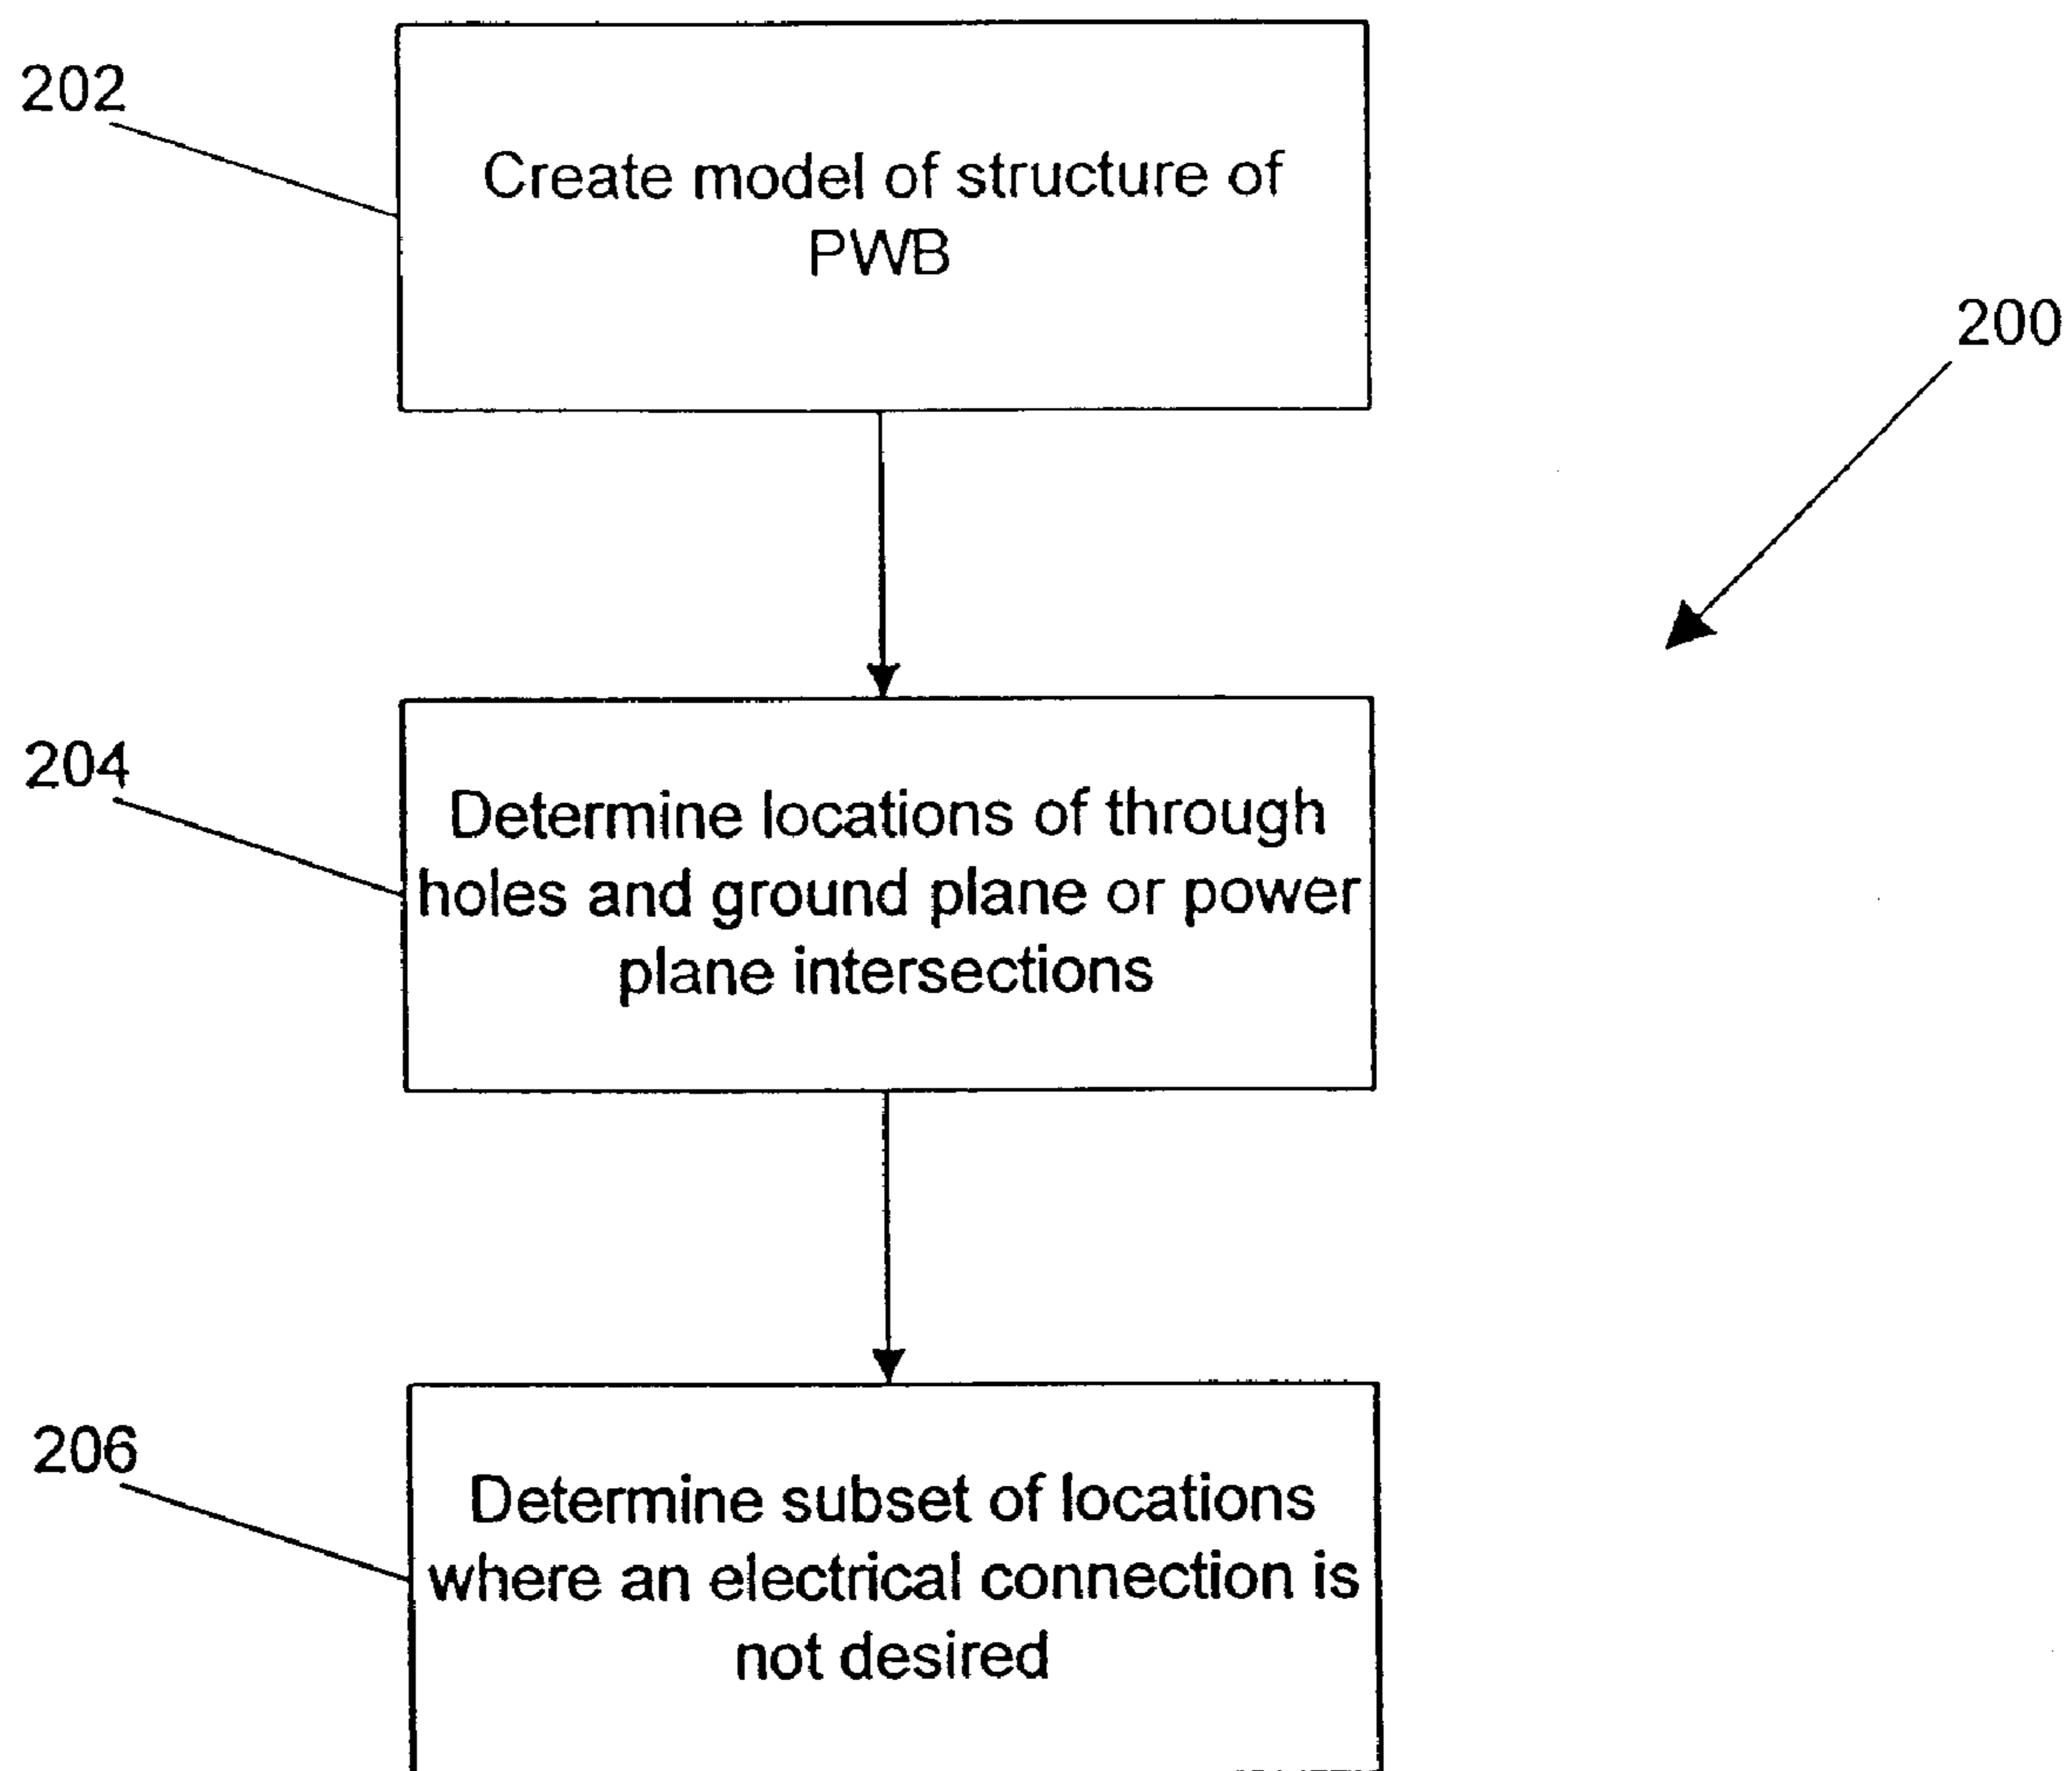 202
Create model of structure of
PWB
200
204
Determine locations of through
holes and ground plane or power
plane intersections
206
Determine subset of locations
where an electrical connection is
not desired